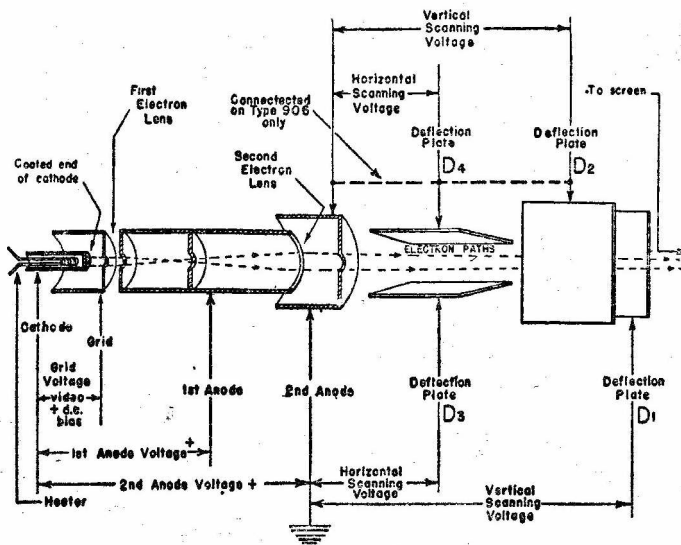 Vertical
Scanning
Voltage
Horizontal
Scanning
Voltage
To screen
First
Electron
Lens
Connectected
on Type 906
only
Deflection
Plate
D4
Deflection
Plate
D2
Coated end
of cathode
Second
Electron
Lens
ELECTRON PATHS
Cathode
Grid
Grid
Voltage
video
+ d.c.
bias
1st Anode
2nd Anode
Deflection
Plate
D3
Deflection
Plate
D1
1st Anode Voltage +
2nd Anode Voltage +
Heater
Horizontal
Scanning
Voltage
Vertical
Scanning
Voltage